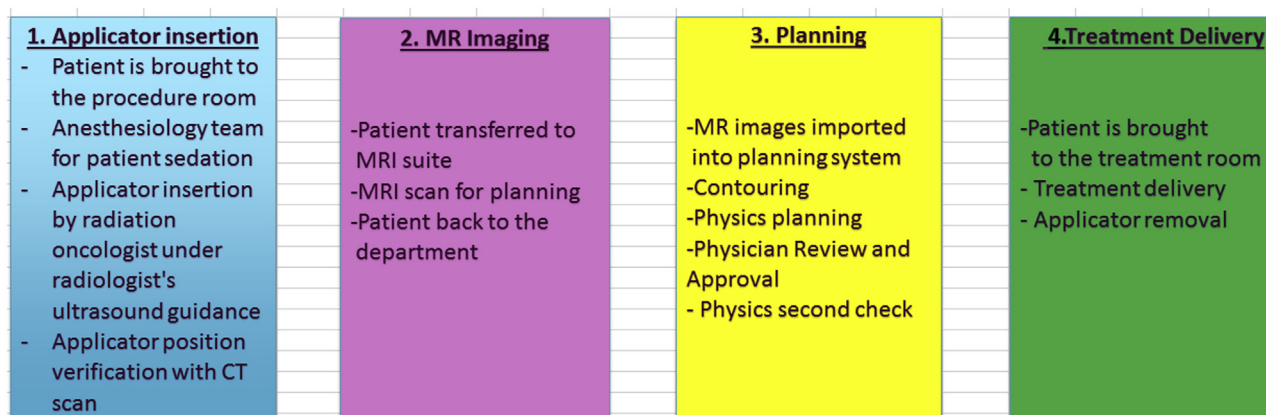 1. Applicator insertion
- Patient is brought to
the procedure room
- Anesthesiology team
for patient sedation
- Applicator insertion
by radiation
oncologist under
radiologist's
ultrasound guidance
- Applicator position
verification with CT
scan
2. MR Imaging
-Patient transferred to
MRI suite
-MRI scan for planning
-Patient back to the
department
3. Planning
-MR images imported
into planning system
-Contouring
-Physics planning
-Physician Review and
Approval
- Physics second check
4.Treatment Delivery
-Patient is brought
to the treatment room
- Treatment delivery
- Applicator removal